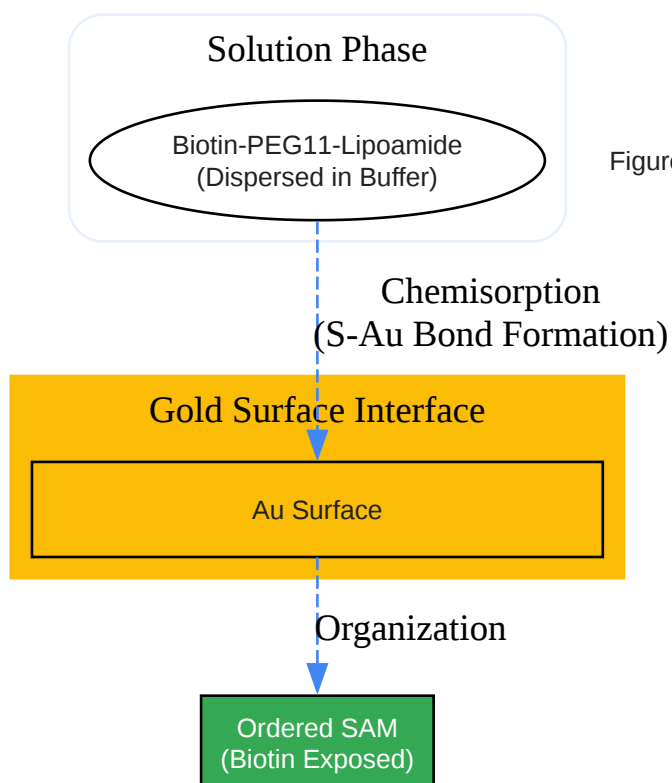 Solution Phase
Biotin-PEG11-Lipoamide
(Dispersed in Buffer)
Figure
Chemisorption
(S-Au Bond Formation)
Gold Surface Interface
Au Surface
Organization
Ordered SAM
(Biotin Exposed)